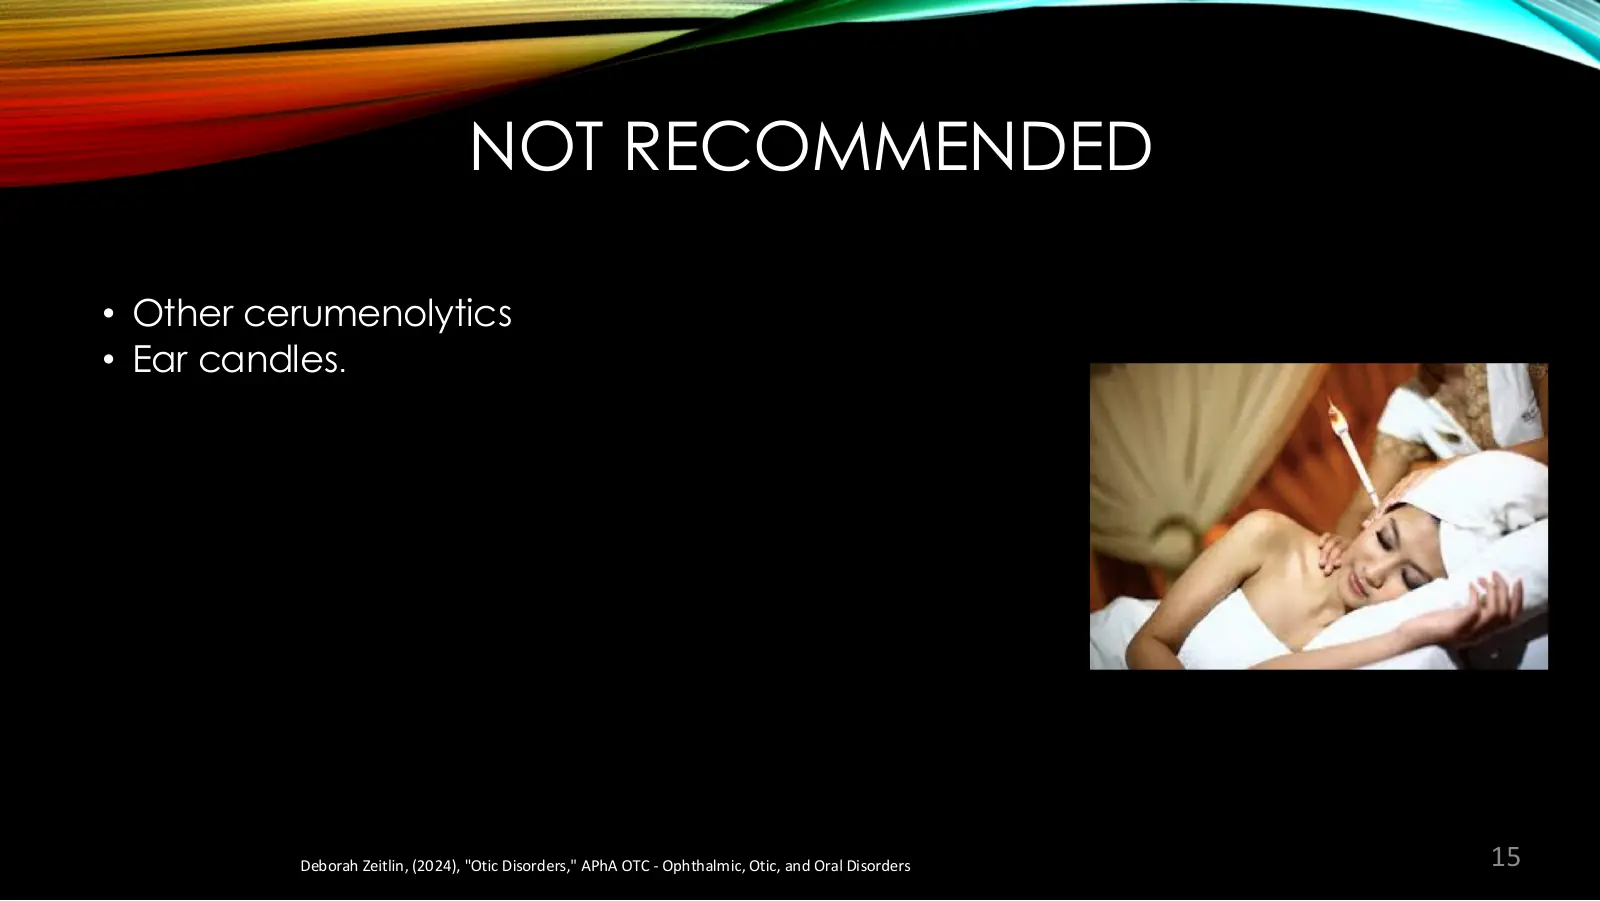 NOT RECOMMENDED
• Other cerumenolytics
• Ear candles.
Deborah Zeitlin, (2024), "Otic Disorders," APhA OTC - Ophthalmic, Otic, and Oral Disorders
15